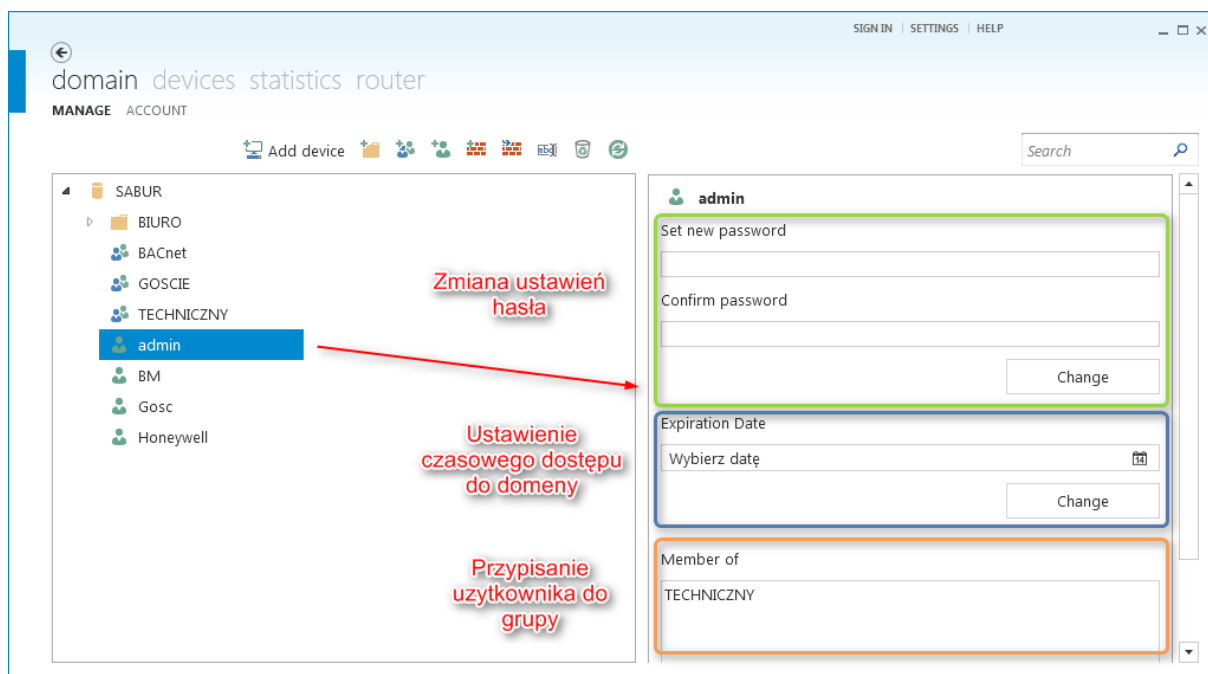 SIGN IN | SETTINGS | HELP
domain devices statistics router
MANAGE ACCOUNT
Add device
abc
Search
SABUR
BIURO
BACnet
GOSCIE
TECHNICZNY
admin
BM
Gosc
Honeywell
Zmiana ustawień
hasła
Ustawienie
czasowego dostępu
do domeny
Przypisanie
uzytkownika do
grupy
admin
Set new password
Confirm password
Change
Expiration Date
Wybierz datę
14
Change
Member of
TECHNICZNY